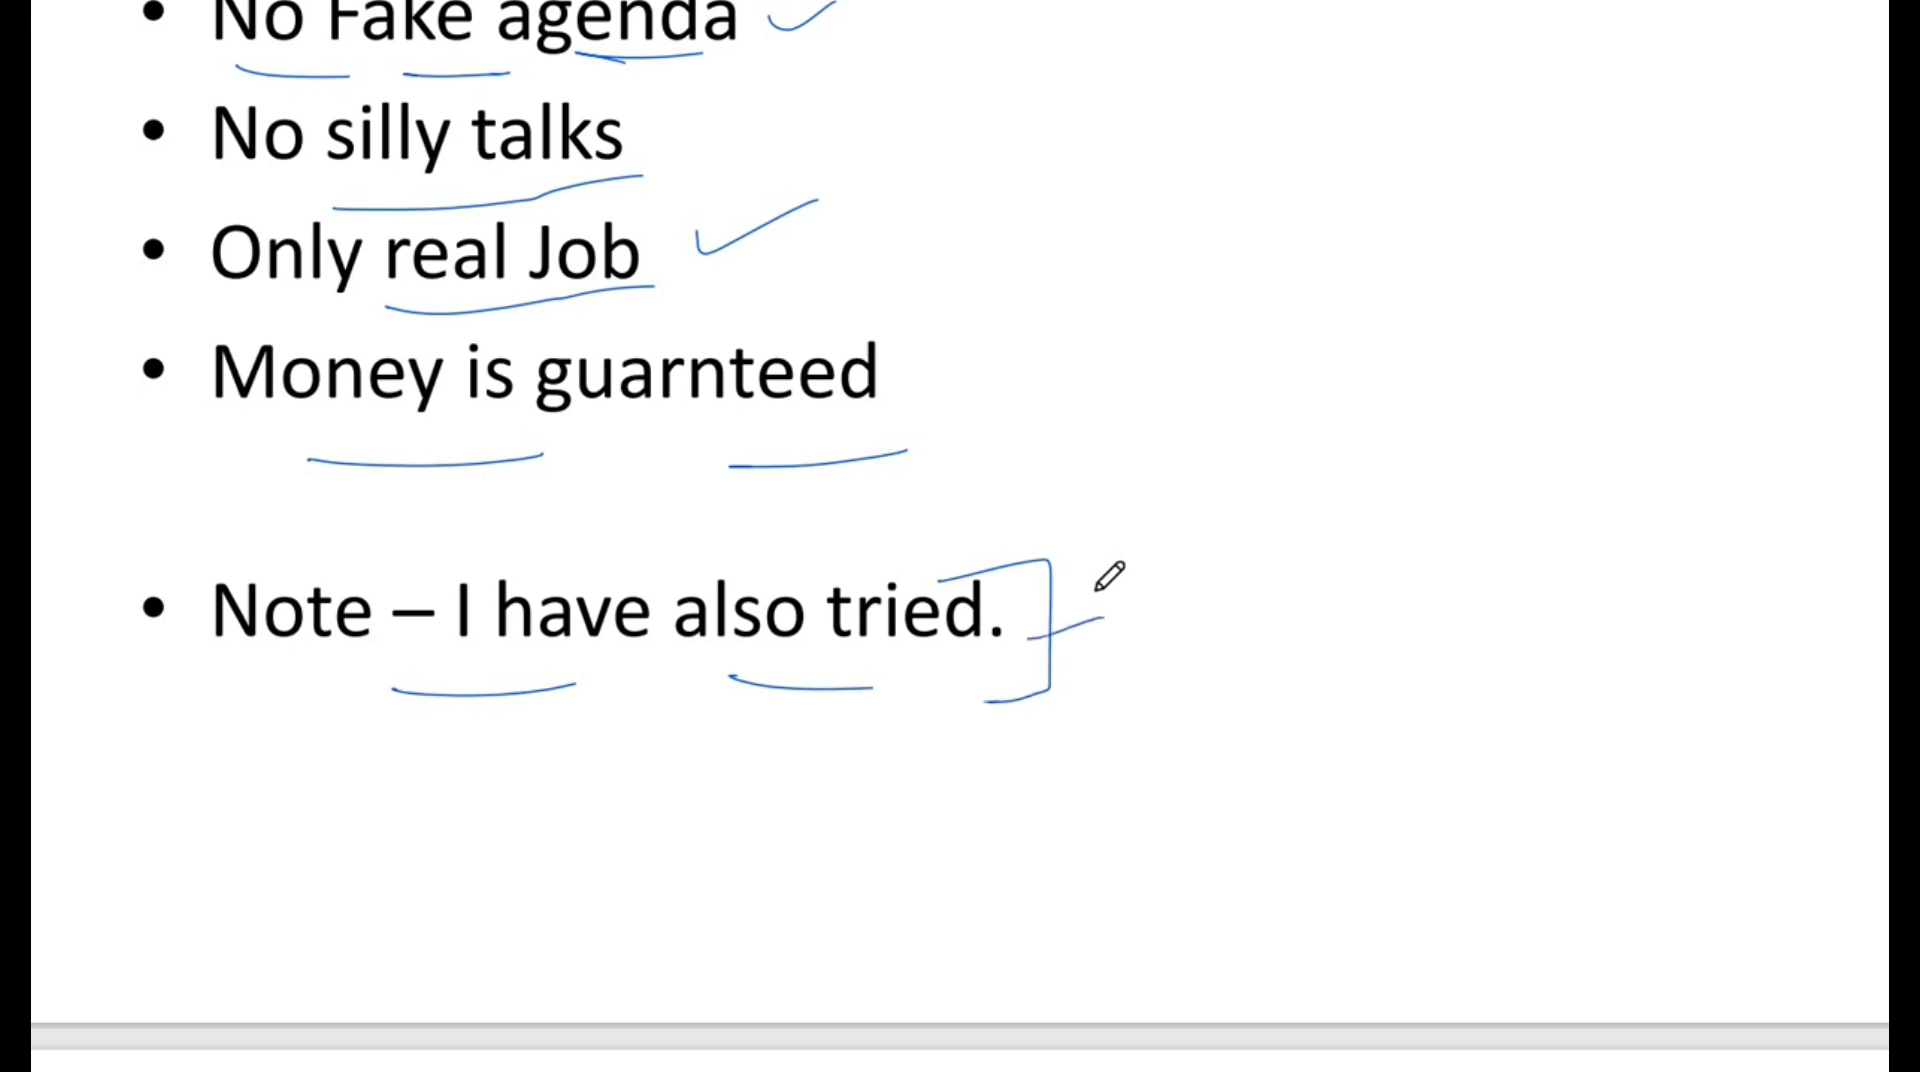 • No Fake agenda
• No silly talks
• Only real Job
• Money is guarnteed
• Note – I have also tried.